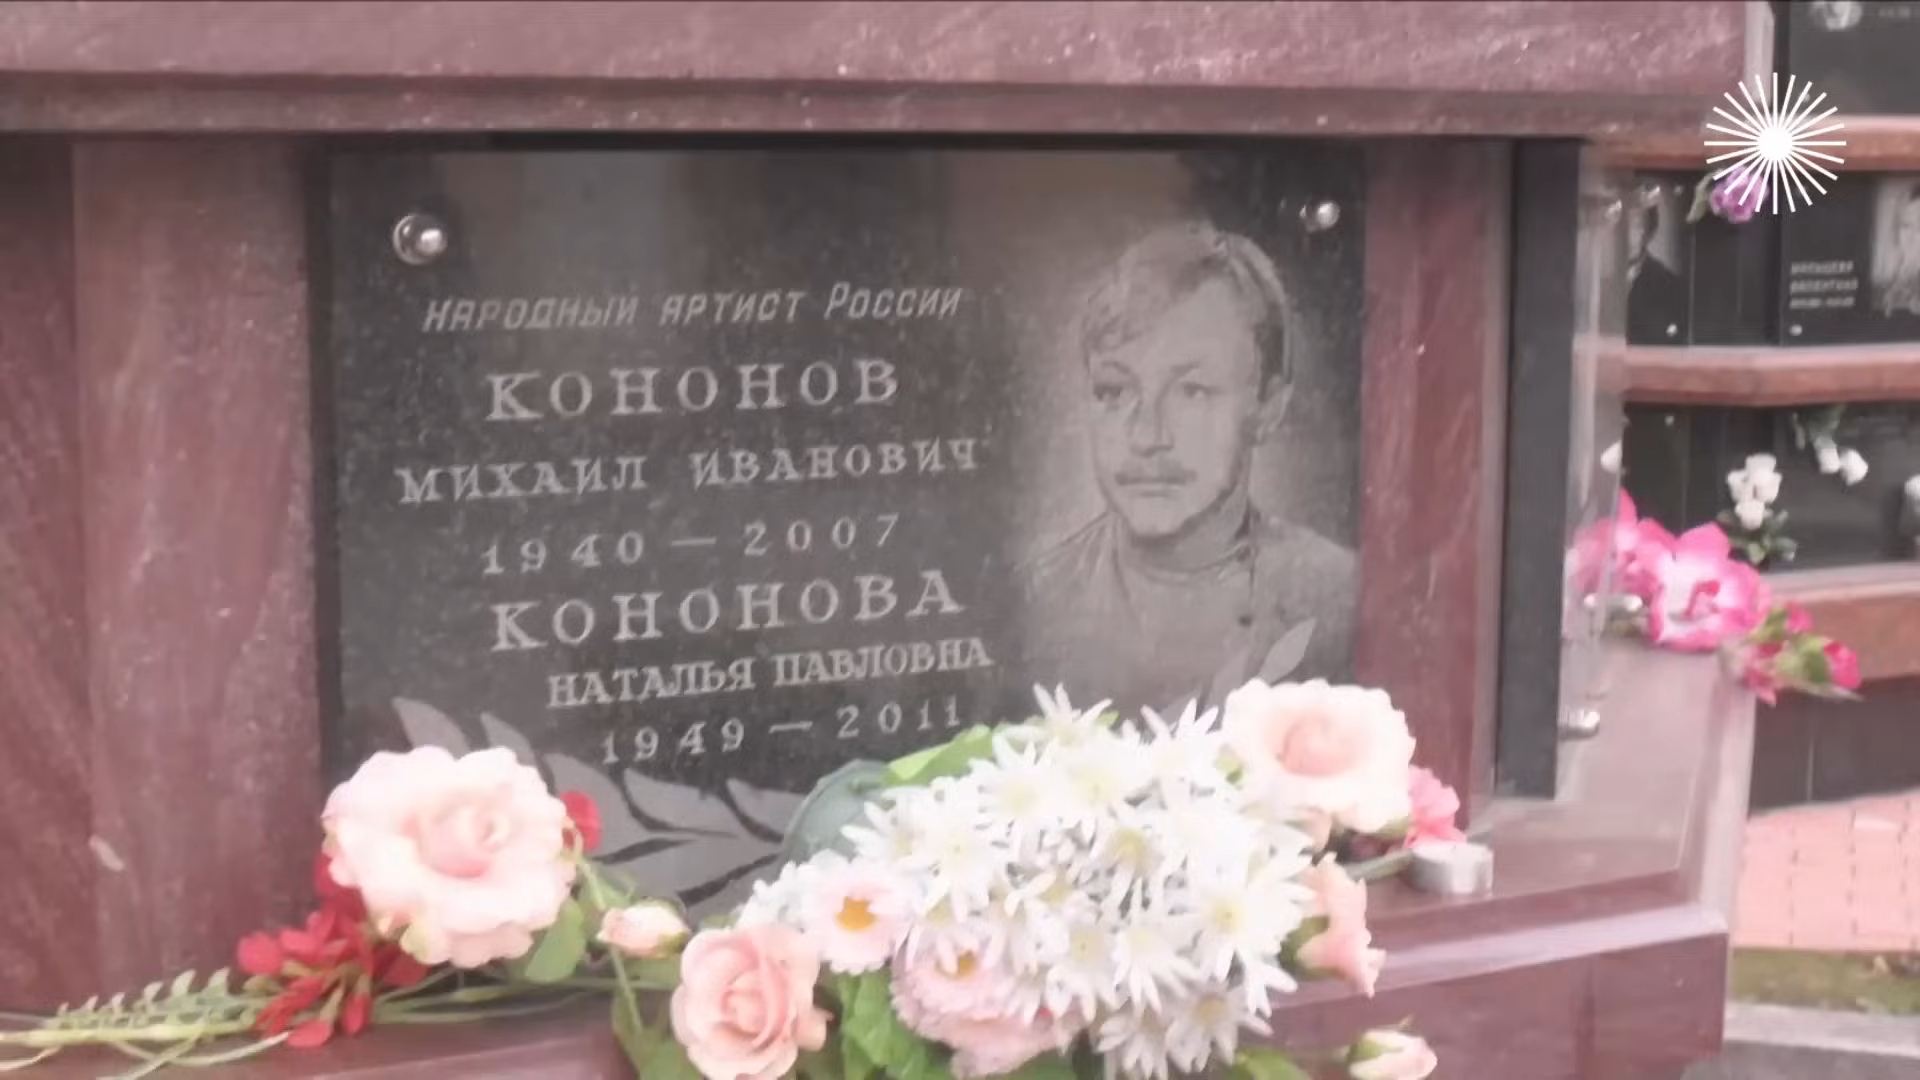 НАРОДНЫЙ АРТИСТ РОССИИ
КОНОНОВ
МИХАИЛ ИВАНОВИЧ
1940 — 2007
КОНОНОВА
НАТАЛЬЯ ПАВЛОВНА
1949 — 2011